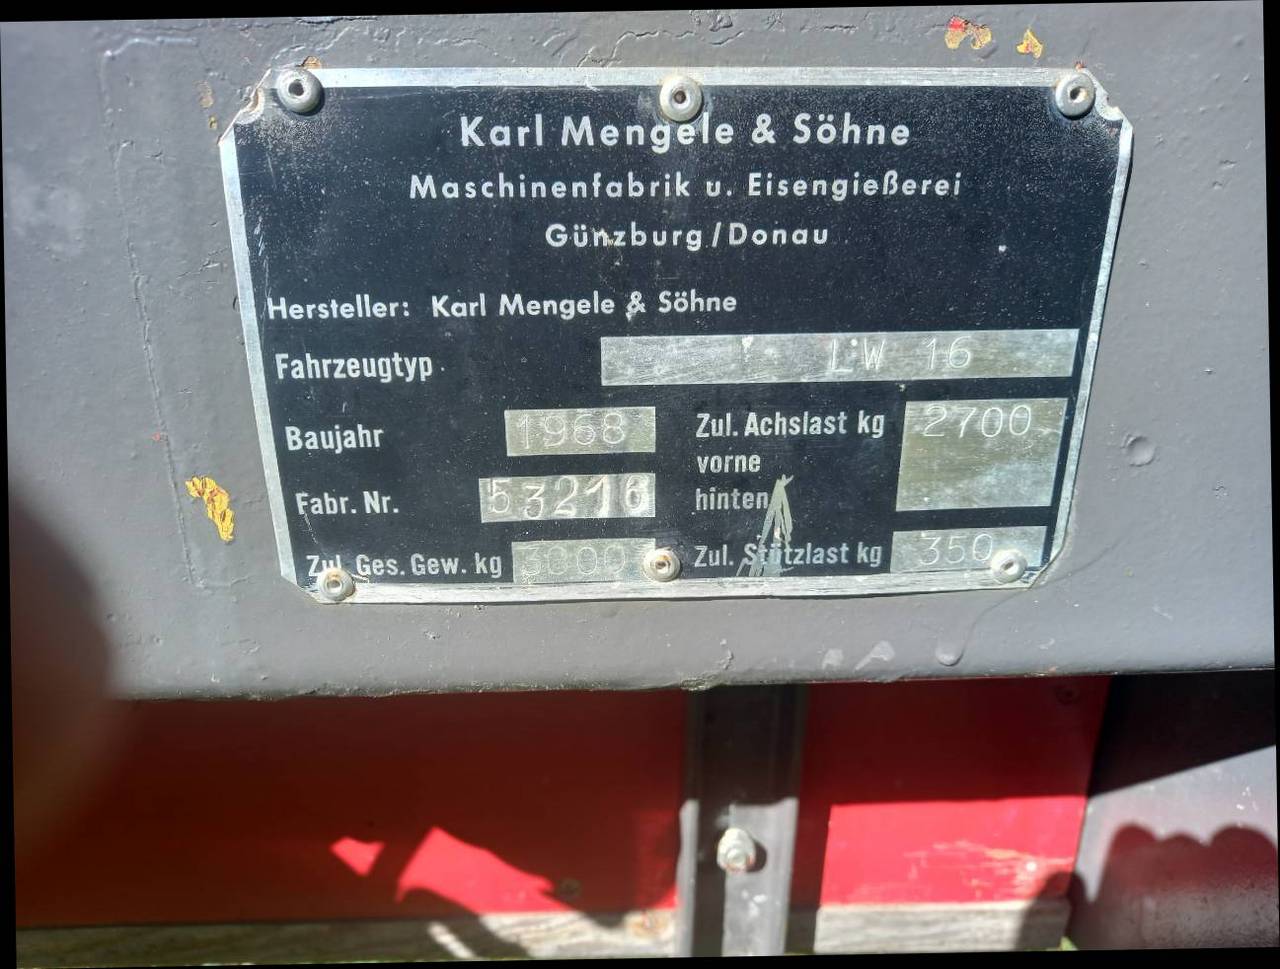 Karl Mengele & Söhne
Maschinenfabrik u. Eisengießerei
Günzburg/Donau
Hersteller: Karl Mengele & Söhne
Fahrzeugtyp LW 16
Baujahr 1968 Zul. Achslast kg 2700
vorne
Fabr. Nr. 53216 hinten
Zul. Ges. Gew. kg Zul. Stützlast kg 350